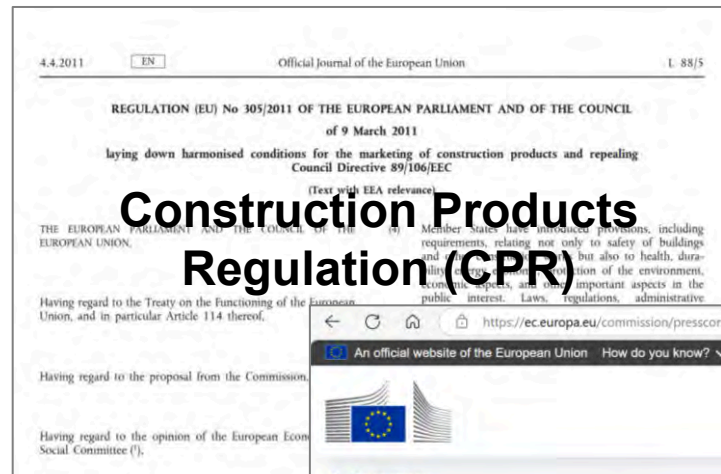 4.4.2011 EN Official Journal of the European Union L 88/5
REGULATION (EU) No 305/2011 OF THE EUROPEAN PARLIAMENT AND OF THE COUNCIL
of 9 March 2011
laying down harmonised conditions for the marketing of construction products and repealing
Council Directive 89/106/EEC
(Text with EEA relevance)
Construction Products
Regulation (CPR)
THE EUROPEAN PARLIAMENT AND THE COUNCIL OF THE
EUROPEAN UNION,
Having regard to the Treaty on the Functioning of the European
Union, and in particular Article 114 thereof,
Having regard to the proposal from the Commission,
Having regard to the opinion of the European Econ
Social Committee (¹),
(4) Member States have introduced provisions, including
requirements, relating not only to safety of buildings
and but also to health, dura-
bility, energy protection of the environment,
economic aspects, and other important aspects in the
public interest. Laws, regulations, administrative
https://ec.europa.eu/commission/presscor
An official website of the European Union How do you know?